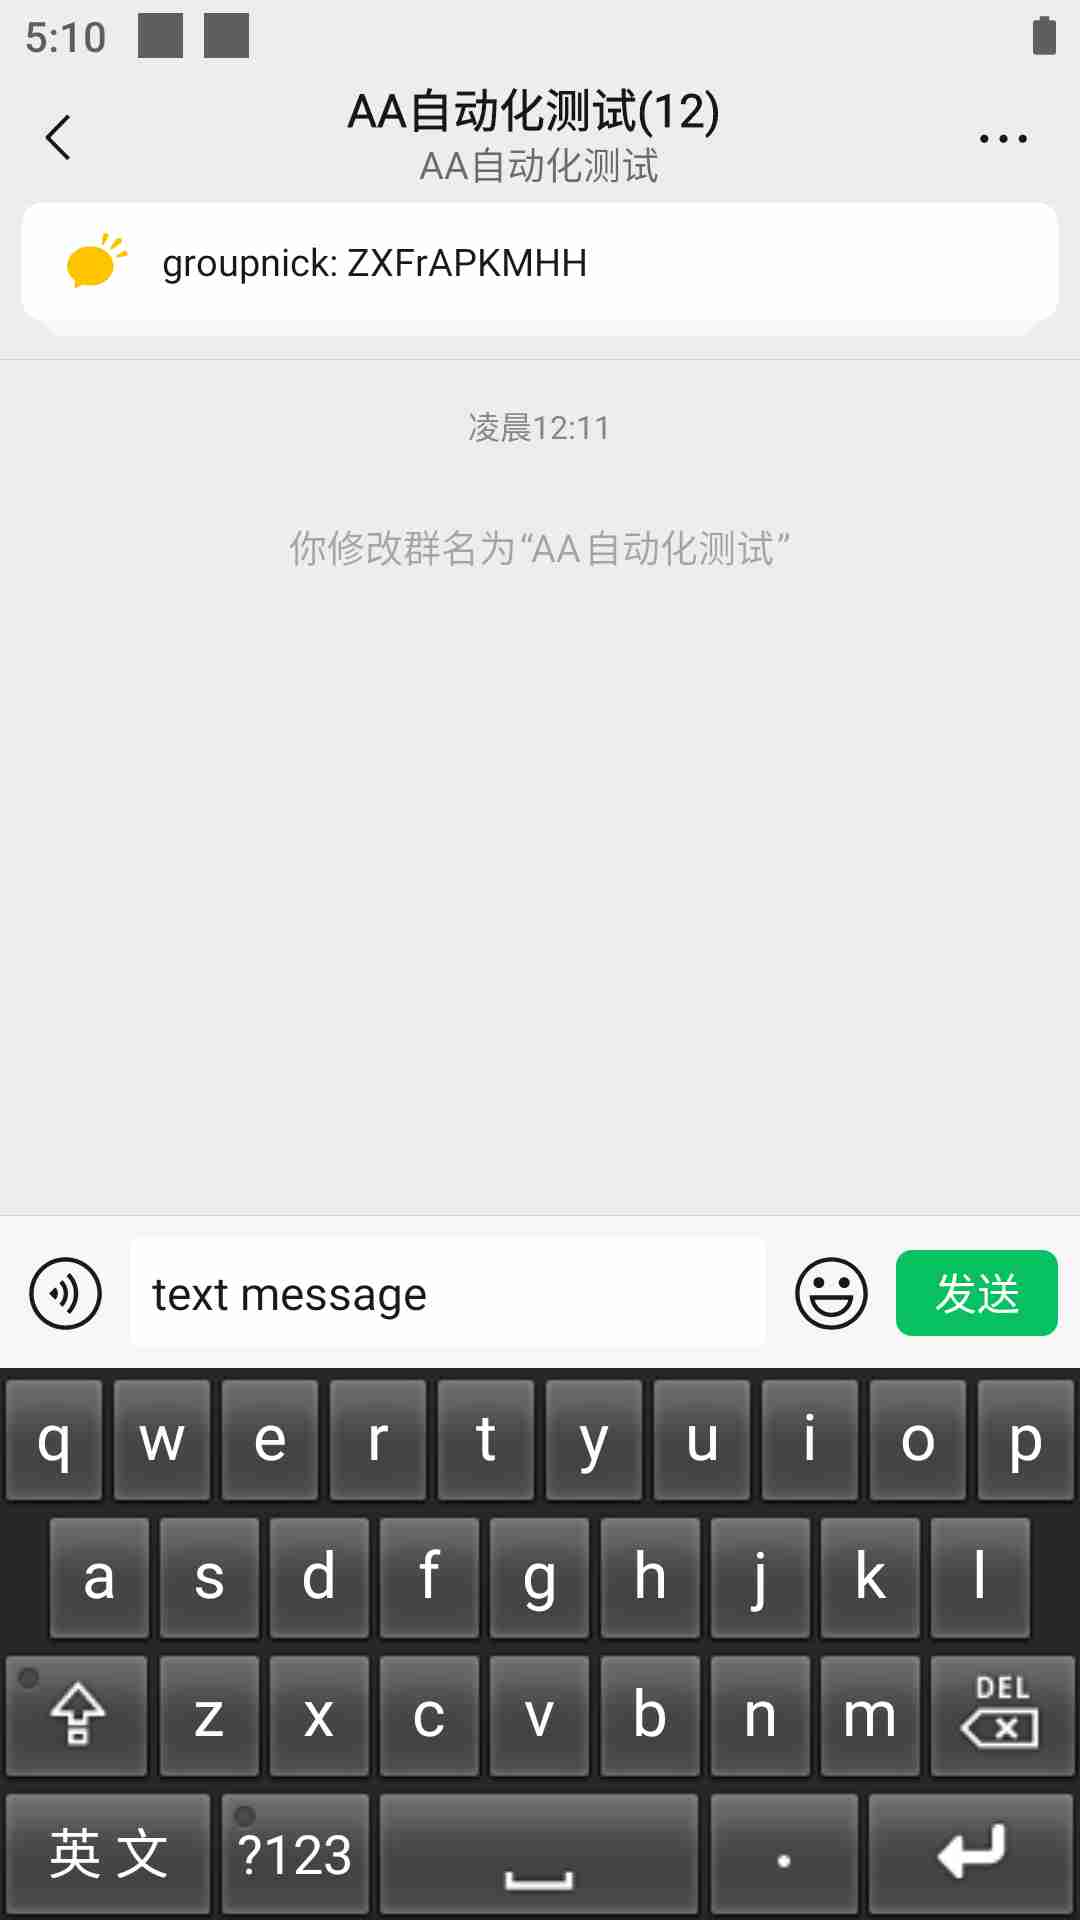 5:10
AA自动化测试(12)
AA自动化测试
groupnick: ZXFrAPKMHH
凌晨12:11
你修改群名为“AA自动化测试”
text message
发送
q w e r t y u i o p
a s d f g h j k l
z x c v b n m DEL
英文 ?123 .